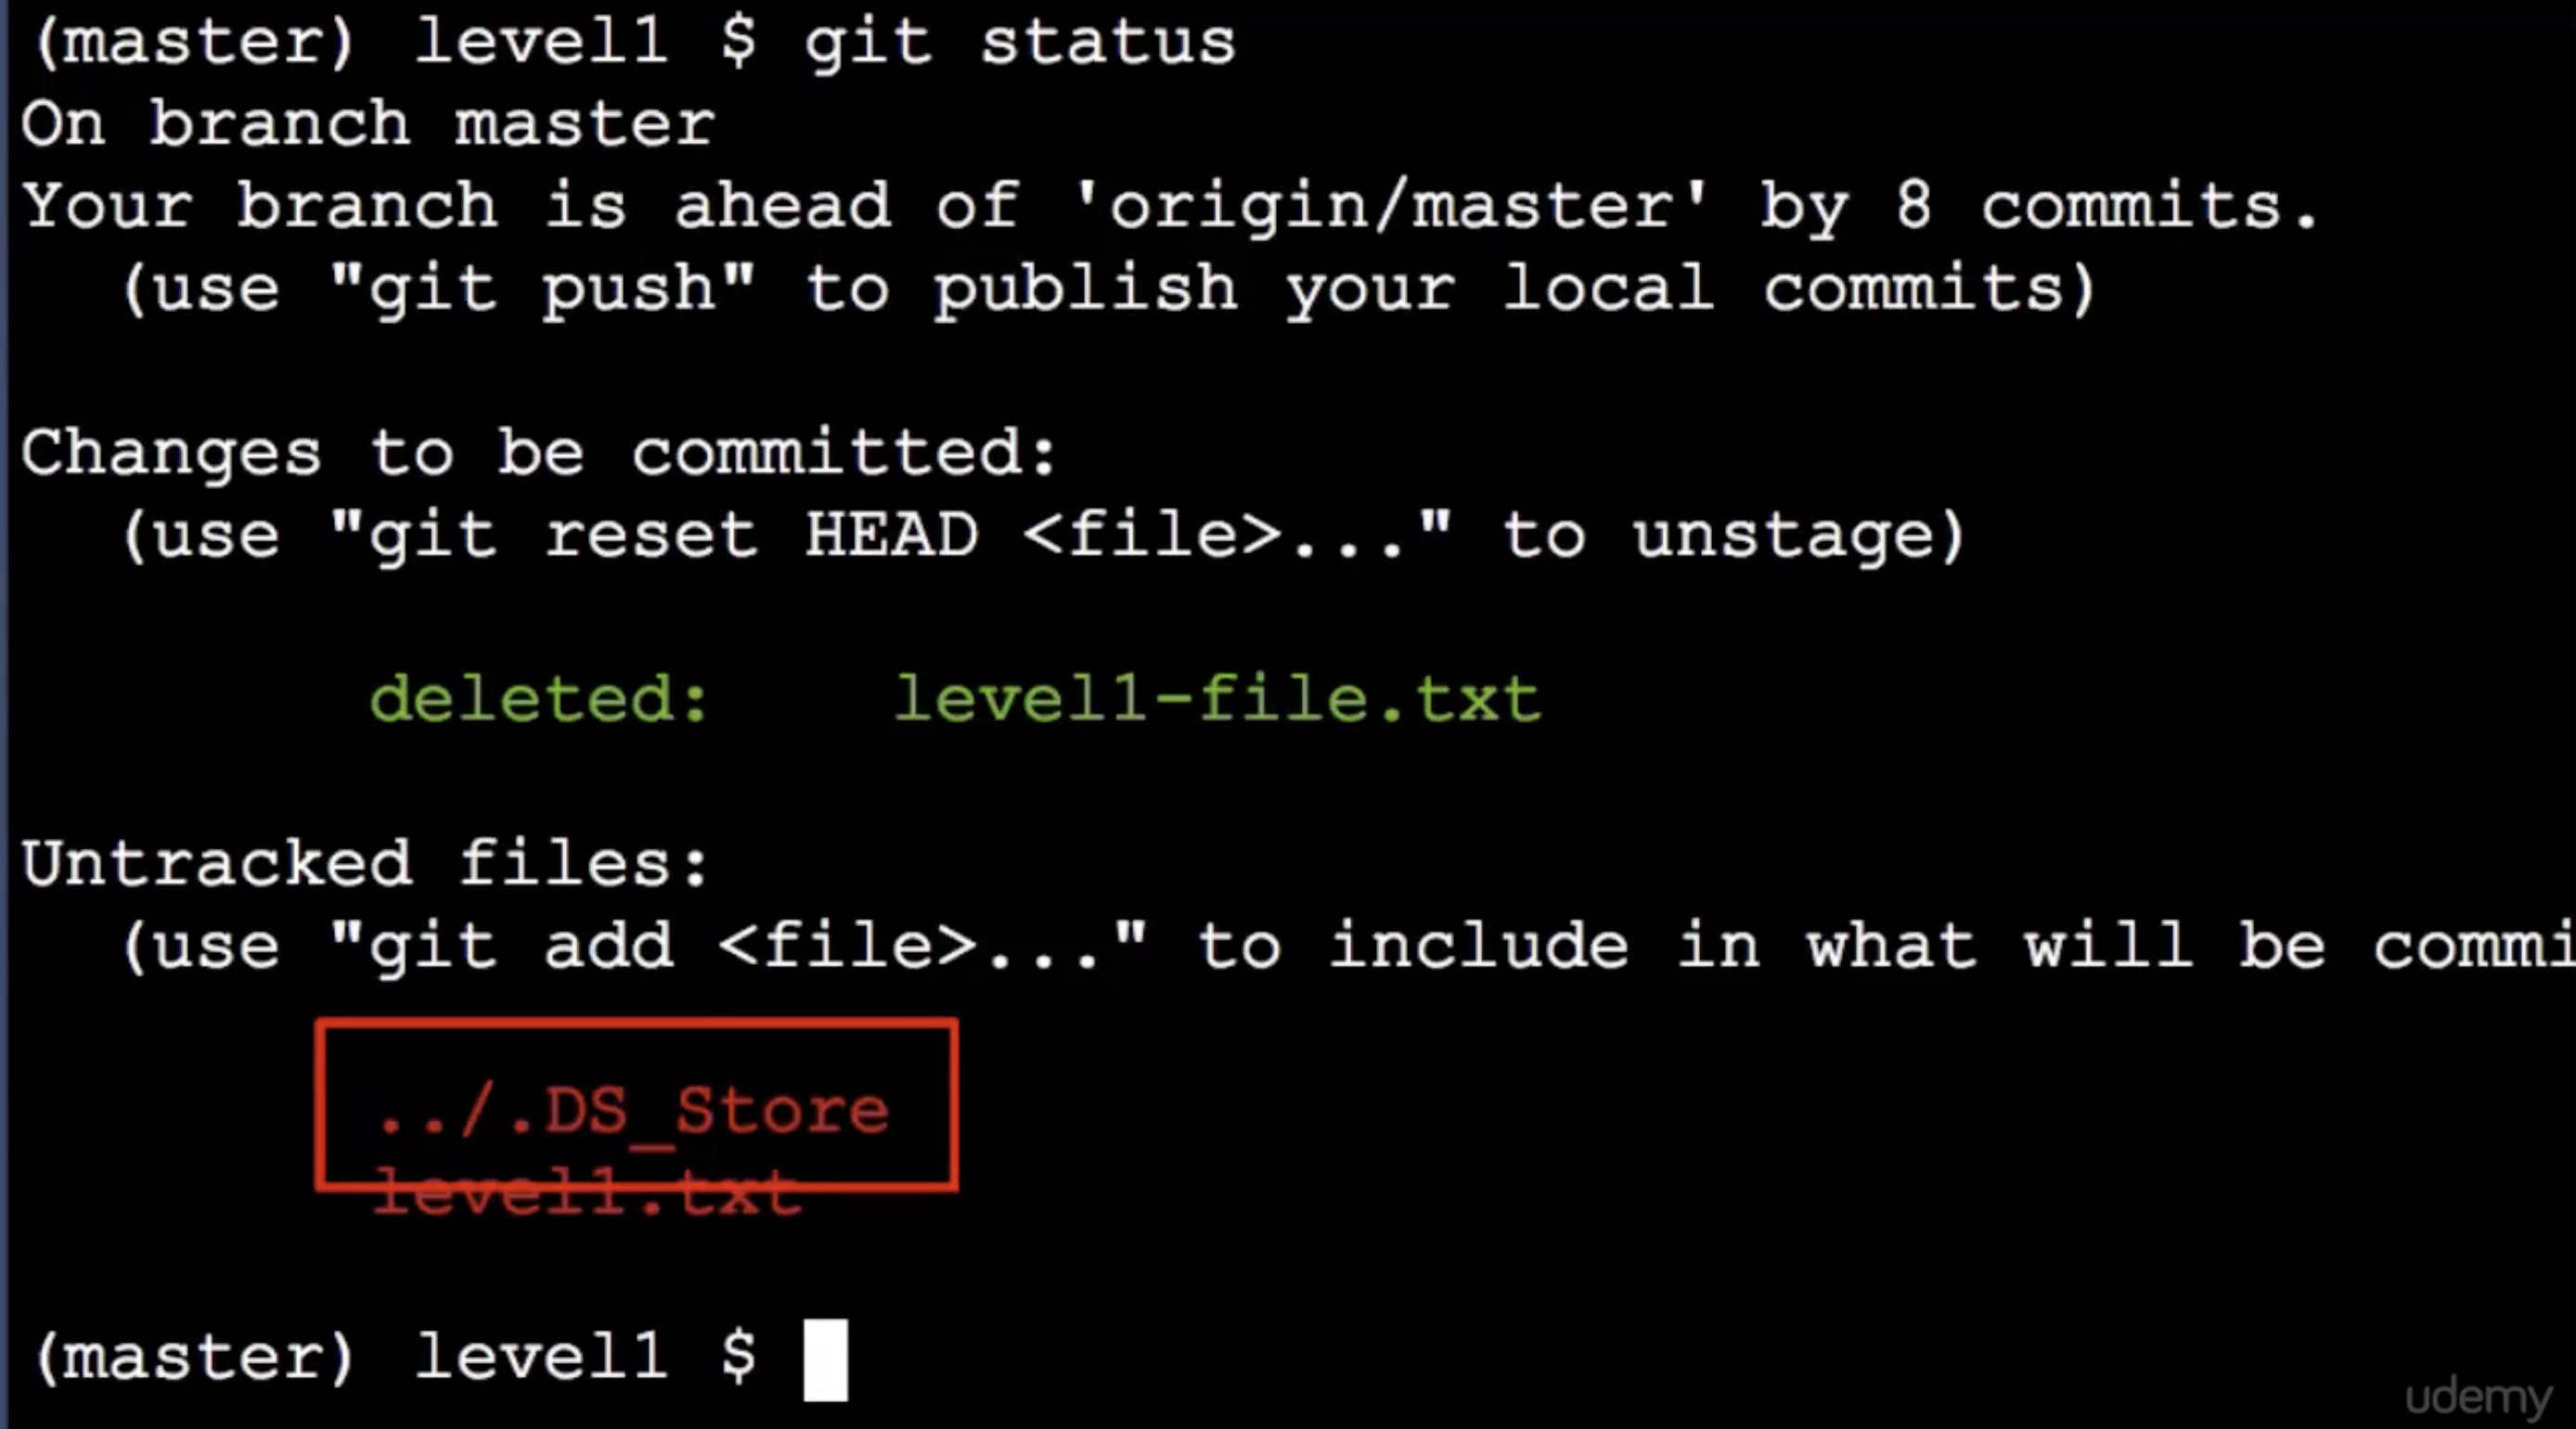 (master) level1 $ git status
On branch master
Your branch is ahead of 'origin/master' by 8 commits.
  (use "git push" to publish your local commits)
Changes to be committed:
  (use "git reset HEAD <file>..." to unstage)
deleted:    level1-file.txt
Untracked files:
  (use "git add <file>..." to include in what will be commi
../.DS_Store
level1.txt
(master) level1 $
udemy